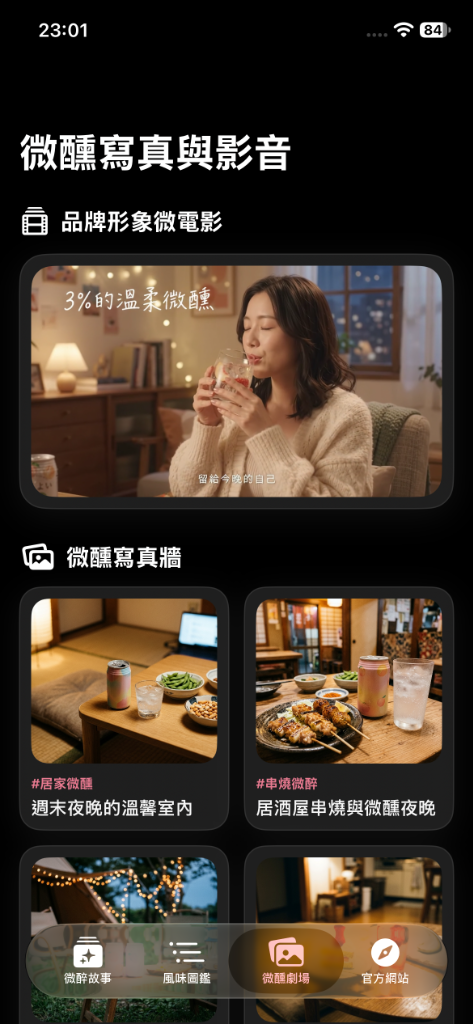 23:01
84
微醺寫真與影音
品牌形象微電影
3%的溫柔微醺
留給今晚的自己
微醺寫真牆
#居家微醺
週末夜晚的溫馨室內
#串燒微醉
居酒屋串燒與微醺夜晚
微醉故事
風味圖鑑
微醺劇場
官方網站